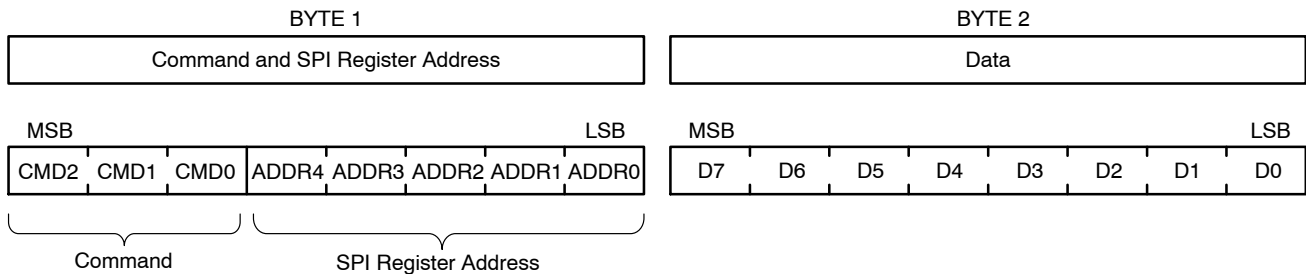 BYTE 1 BYTE 2
Command and SPI Register Address Data
MSB LSB MSB LSB
CMD2 CMD1 CMD0 ADDR4 ADDR3 ADDR2 ADDR1 ADDR0 D7 D6 D5 D4 D3 D2 D1 D0
Command SPI Register Address